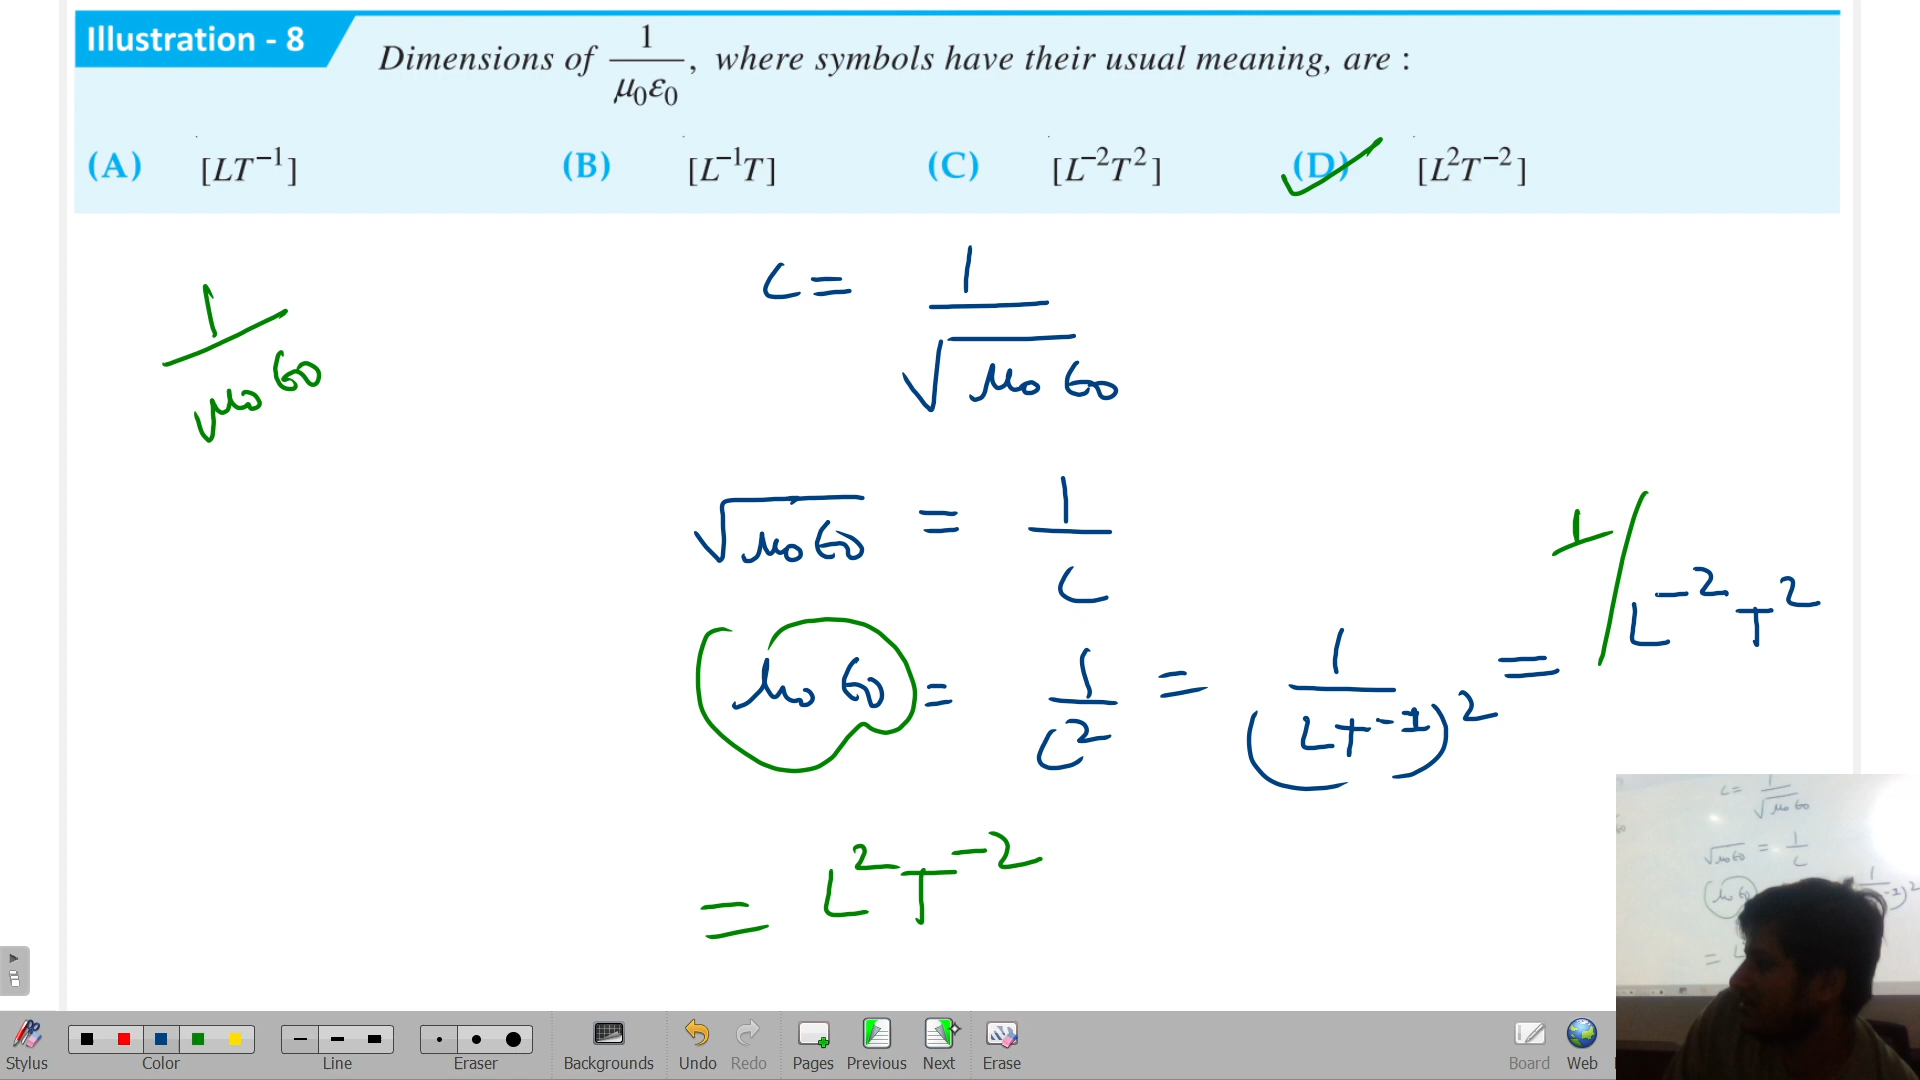 Illustration - 8
Dimensions of 1/μ₀ε₀, where symbols have their usual meaning, are :
(A) [LT⁻¹] (B) [L⁻¹T] (C) [L⁻²T²] (D) [L²T⁻²]
1/μ₀ε₀
c = 1/√μ₀ε₀
√μ₀ε₀ = 1/c
μ₀ε₀ = 1/c² = 1/(LT⁻¹)² = 1/L⁻²T²
= L²T⁻²
Stylus Color Line Eraser Backgrounds Undo Redo Pages Previous Next Erase Board Web